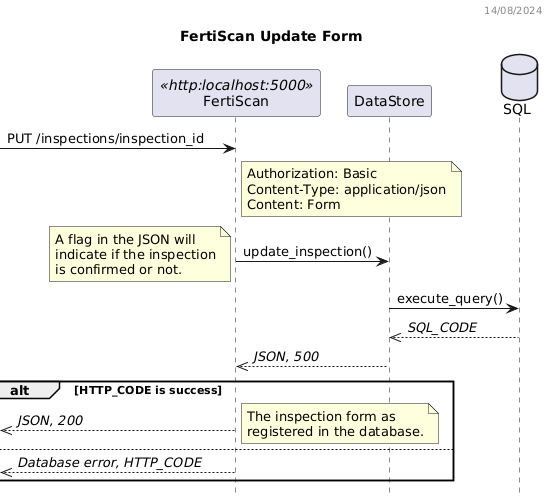 14/08/2024
FertiScan Update Form
«http:localhost:5000»
FertiScan
DataStore
SQL
PUT /inspections/inspection_id
Authorization: Basic
Content-Type: application/json
Content: Form
A flag in the JSON will
indicate if the inspection
is confirmed or not.
update_inspection()
execute_query()
SQL_CODE
JSON, 500
alt [HTTP_CODE is success]
JSON, 200
The inspection form as
registered in the database.
Database error, HTTP_CODE